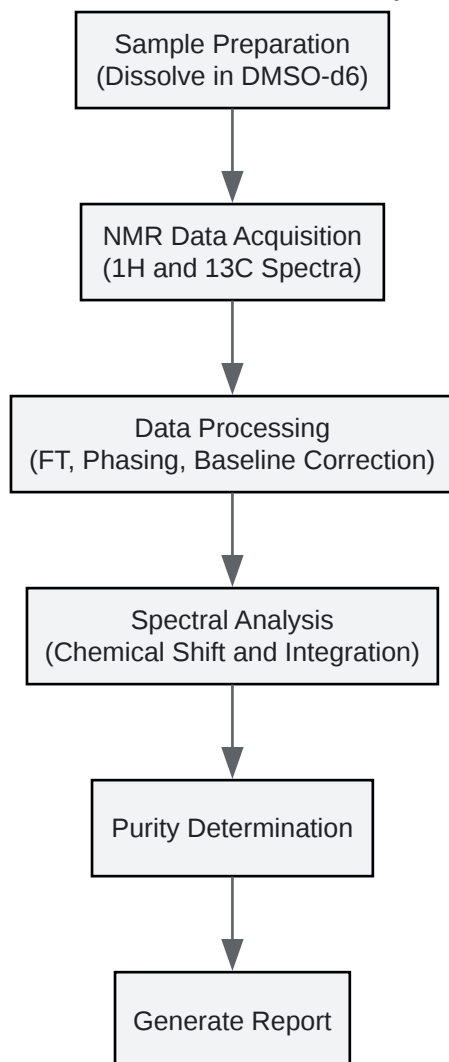 Sample Preparation
(Dissolve in DMSO-d6)
NMR Data Acquisition
(1H and 13C Spectra)
Data Processing
(FT, Phasing, Baseline Correction)
Spectral Analysis
(Chemical Shift and Integration)
Purity Determination
Generate Report